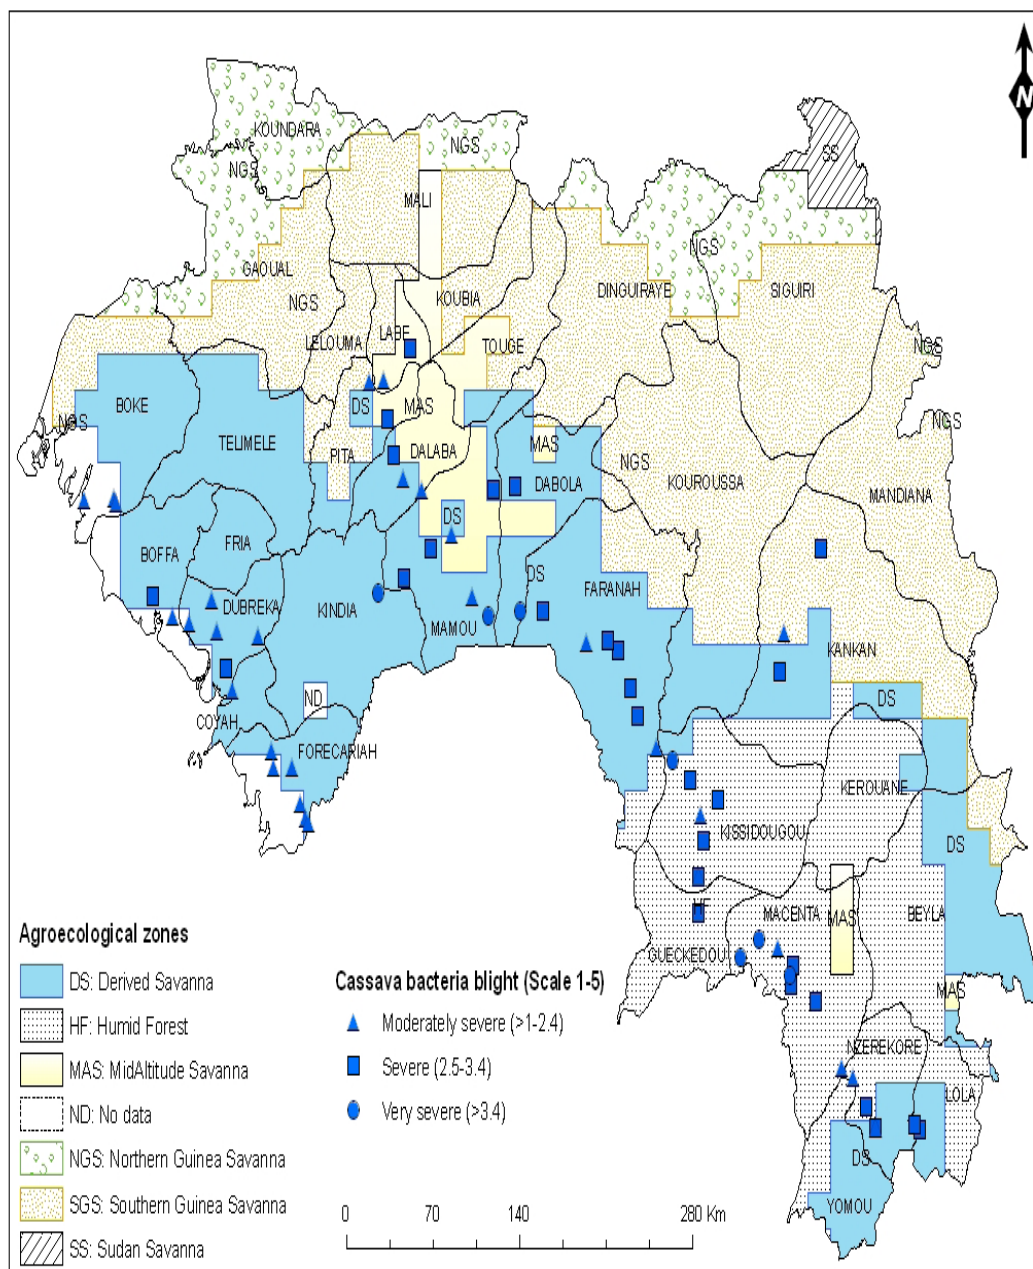 N
KOUNDARA
NGS
NGS
SS
MALI
NGS
GAOUAL
NGS
KOUBIA
DINGUIRAYE
SIGUIRI
LELOUMA
LABE
TOUGE
NGS
BOKE
DS
MAS
NGS
TELIMELE
NGS
PITA
DALABA
MAS
NGS
DABOLA
KOUROUSSA
MANDIANA
DS
FRIA
BOFFA
DS
FARANAH
DUBREKA
KINDIA
MAMOU
KANKAN
ND
DS
COYAH
FORECARIAH
KEROUANE
KISSIDOUGOU
DS
HF
MACENTA
MAS
BEYLA
GUECKEDOU
MAS
NZEREKORE
LOLA
DS
YOMOU
Agroecological zones
DS: Derived Savanna
HF: Humid Forest
MAS: MidAltitude Savanna
ND: No data
NGS: Northern Guinea Savanna
SGS: Southern Guinea Savanna
SS: Sudan Savanna
Cassava bacteria blight (Scale 1-5)
Moderately severe (>1-2.4)
Severe (2.5-3.4)
Very severe (>3.4)
0 70 140 280 Km